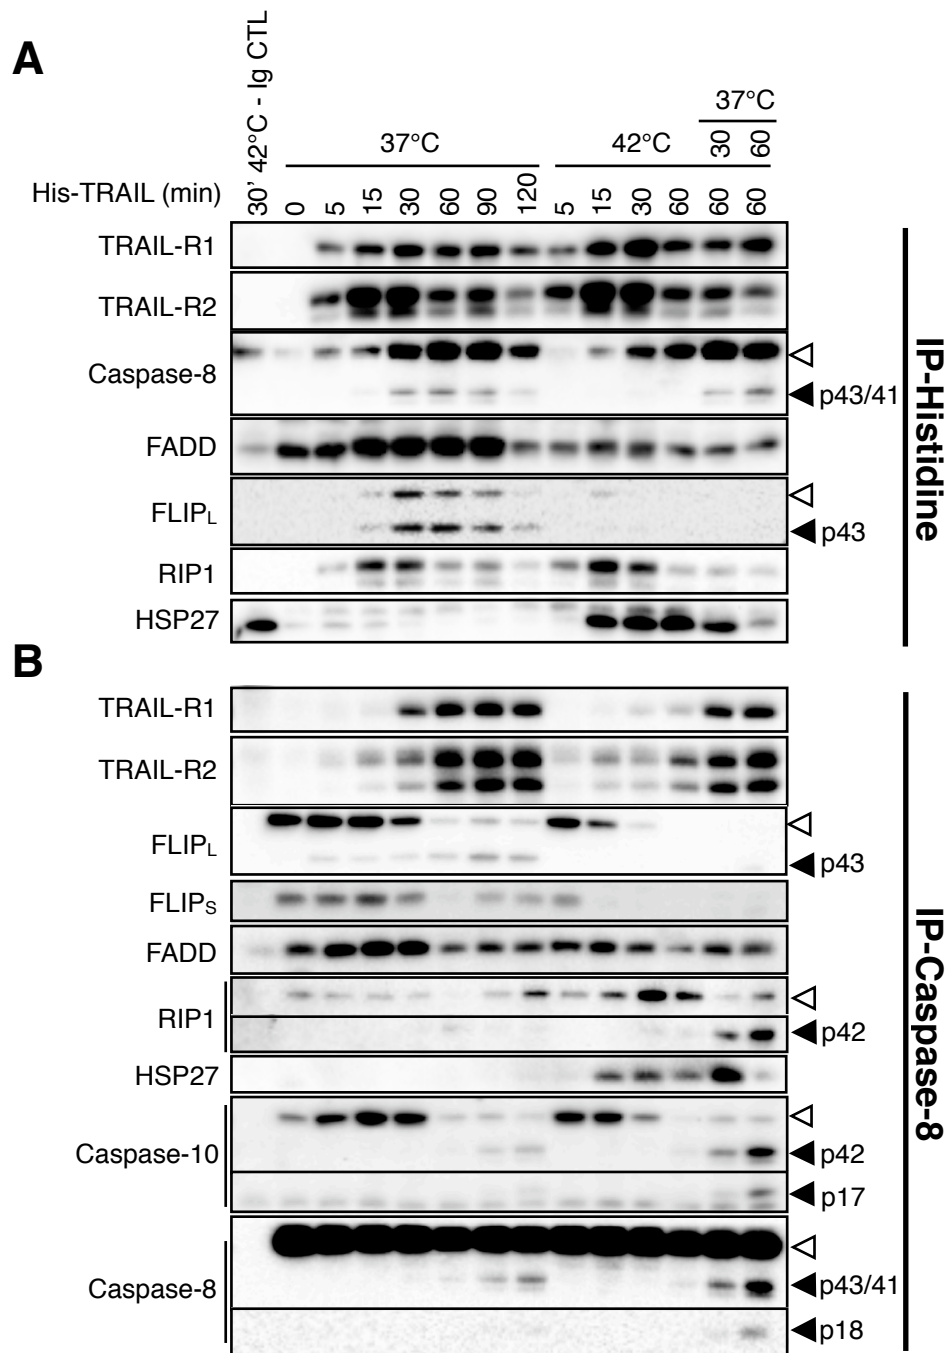 A
30' 42°C - Ig CTL
37°C
37°C 42°C 30 60
His-TRAIL (min) 0 5 15 30 60 90 120 5 15 30 60 60 60
TRAIL-R1
TRAIL-R2
Caspase-8
p43/41
FADD
FLIPL
p43
RIP1
HSP27
IP-Histidine
B
TRAIL-R1
TRAIL-R2
FLIPL
p43
FLIPS
FADD
RIP1
p42
HSP27
Caspase-10
p42
p17
Caspase-8
p43/41
p18
IP-Caspase-8